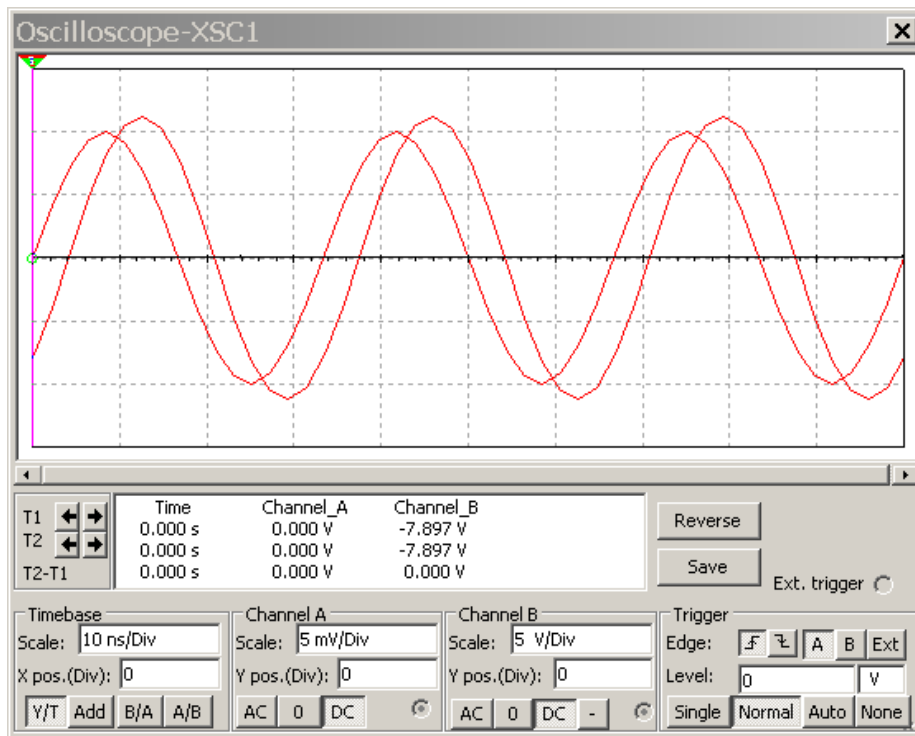 Oscilloscope-XSC1
T1
T2
T2-T1
Time Channel_A Channel_B
0.000 s 0.000 V -7.897 V
0.000 s 0.000 V -7.897 V
0.000 s 0.000 V 0.000 V
Reverse
Save
Ext. trigger
Timebase
Scale: 10 ns/Div
X pos.(Div): 0
Y/T Add B/A A/B
Channel A
Scale: 5 mV/Div
Y pos.(Div): 0
AC 0 DC
Channel B
Scale: 5 V/Div
Y pos.(Div): 0
AC 0 DC -
Trigger
Edge: A B Ext
Level: 0 V
Single Normal Auto None